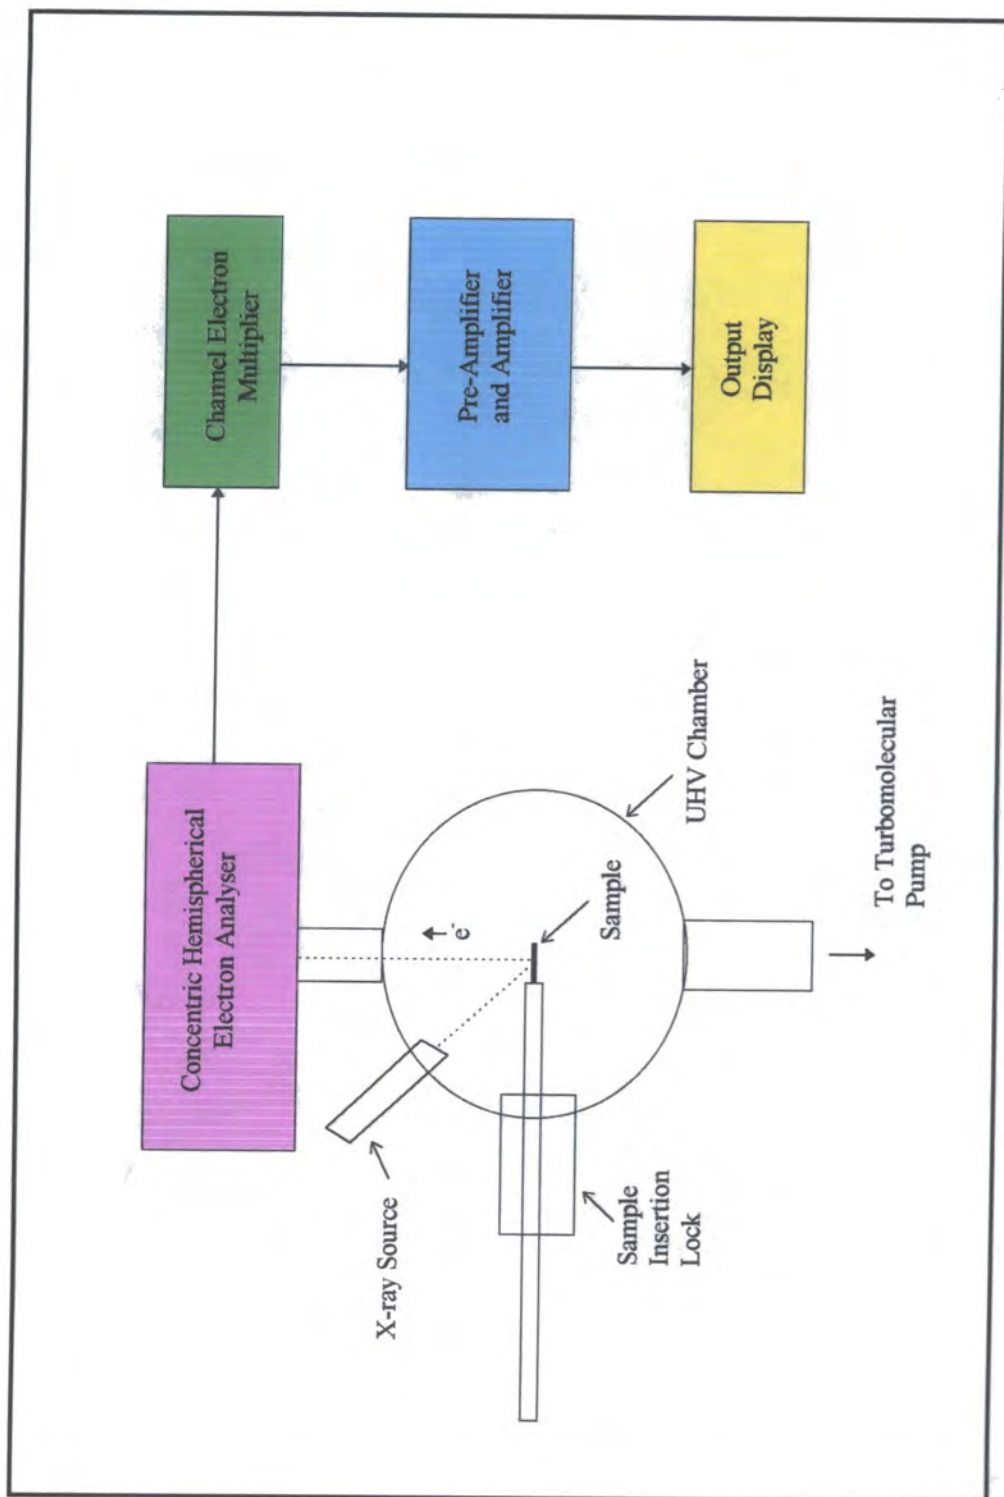 Concentric Hemispherical
Electron Analyser
Channel Electron
Multiplier
Pre-Amplifier
and Amplifier
Output
Display
X-ray Source
e-
Sample
Sample
Insertion
Lock
UHV Chamber
To Turbomolecular
Pump